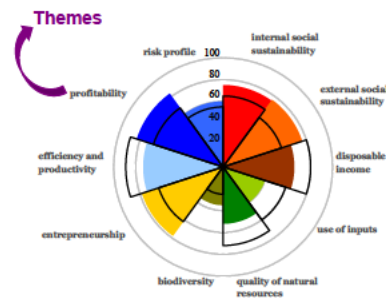 Themes
internal social
sustainability
risk profile
100
80
60
40
20
profitability
external social
sustainability
efficiency and
productivity
disposable
income
use of inputs
entrepreneurship
biodiversity
quality of natural
resources